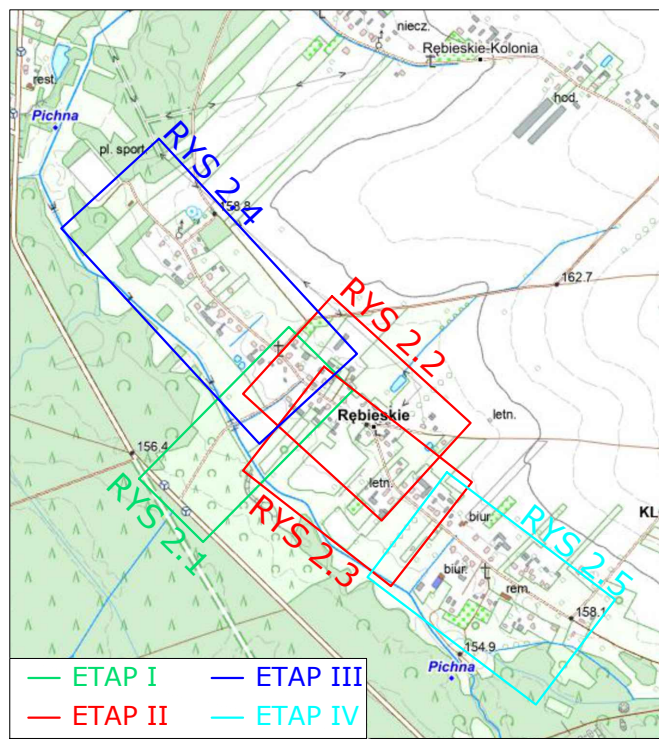 niecz.
Rębieskie-Kolonia
rest.
hod.
Pichna
pl. sport.
RYS 2.4
158.8
162.7
RYS 2.2
Rębieskie
letn.
156.4
letn.
RYS 2.1
RYS 2.3
biur.
RYS 2.5
KL
biur.
rem.
158.1
154.9
Pichna
ETAP I
ETAP III
ETAP II
ETAP IV